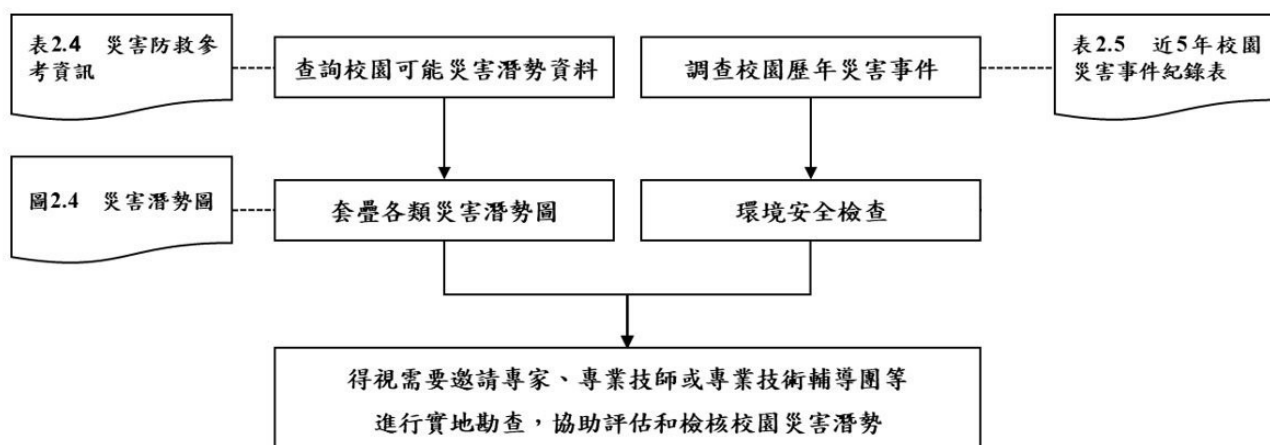 表2.4 災害防救參
考資訊
查詢校園可能災害潛勢資料
調查校園歷年災害事件
表2.5 近5年校園
災害事件紀錄表
圖2.4 災害潛勢圖
套疊各類災害潛勢圖
環境安全檢查
得視需要邀請專家、專業技師或專業技術輔導團等
進行實地勘查，協助評估和檢核校園災害潛勢